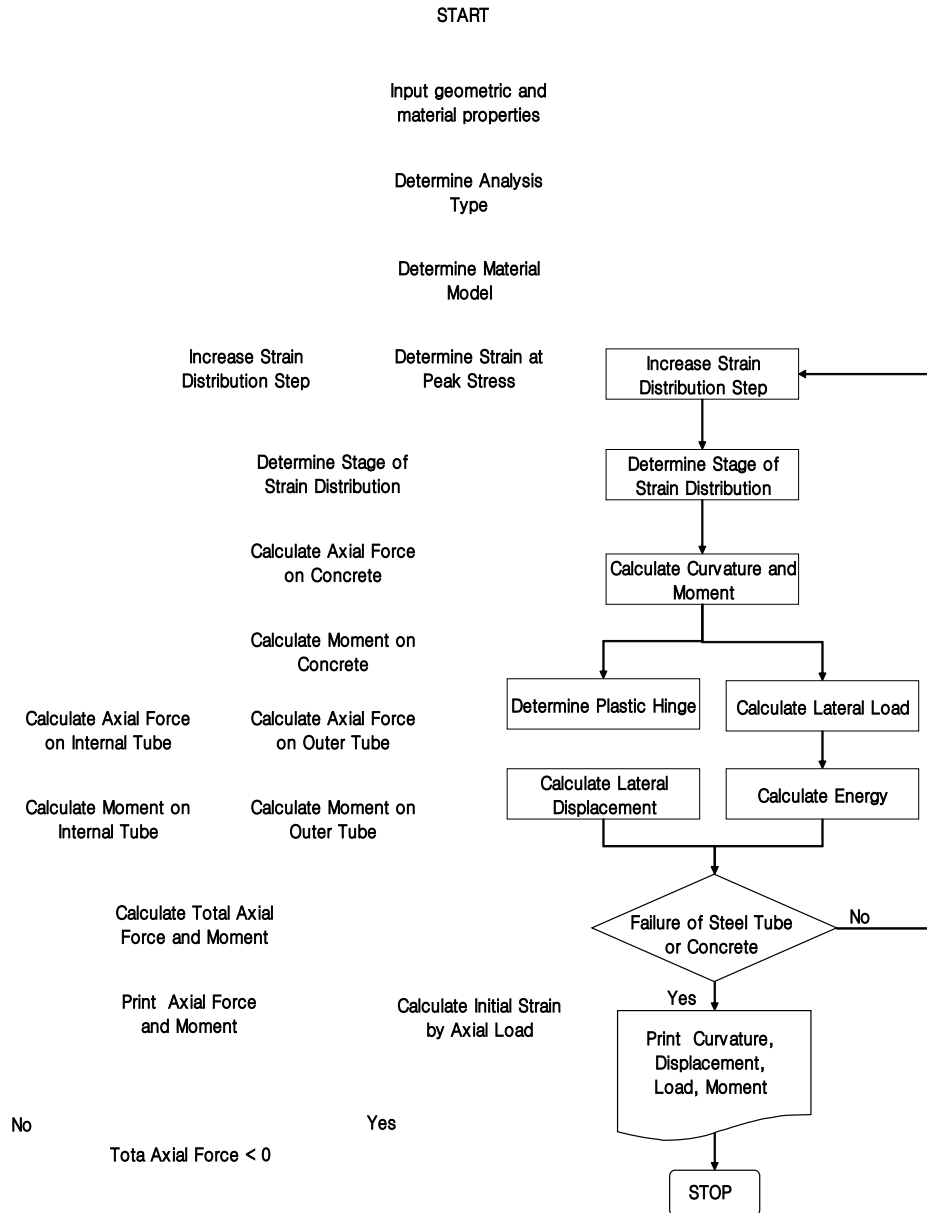 START
Input geometric and
material properties
Determine Analysis
Type
Determine Material
Model
Increase Strain
Distribution Step
Determine Strain at
Peak Stress
Increase Strain
Distribution Step
Determine Stage of
Strain Distribution
Determine Stage of
Strain Distribution
Calculate Axial Force
on Concrete
Calculate Curvature and
Moment
Calculate Moment on
Concrete
Determine Plastic Hinge
Calculate Lateral Load
Calculate Axial Force
on Internal Tube
Calculate Axial Force
on Outer Tube
Calculate Lateral
Displacement
Calculate Energy
Calculate Moment on
Internal Tube
Calculate Moment on
Outer Tube
Calculate Total Axial
Force and Moment
Failure of Steel Tube
or Concrete
No
Yes
Print Axial Force
and Moment
Calculate Initial Strain
by Axial Load
Print Curvature,
Displacement,
Load, Moment
No
Yes
Tota Axial Force < 0
STOP